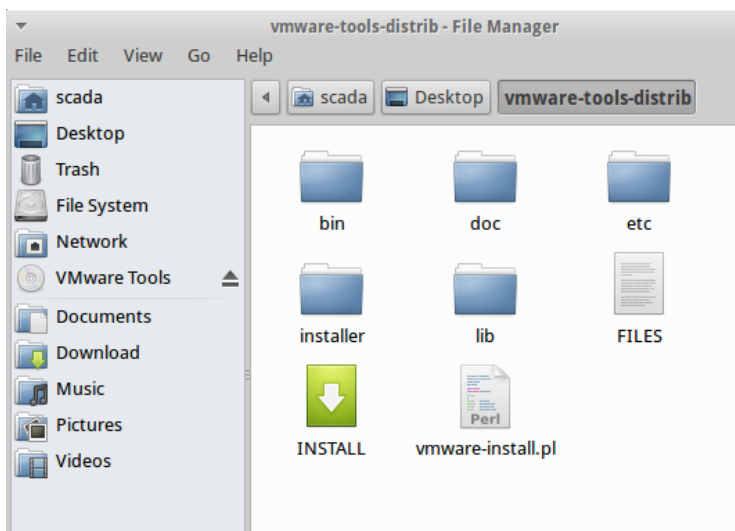 vmware-tools-distrib - File Manager
File Edit View Go Help
scada
Desktop
Trash
File System
Network
VMware Tools
Documents
Download
Music
Pictures
Videos
scada Desktop vmware-tools-distrib
bin doc etc
installer lib FILES
Perl
INSTALL vmware-install.pl